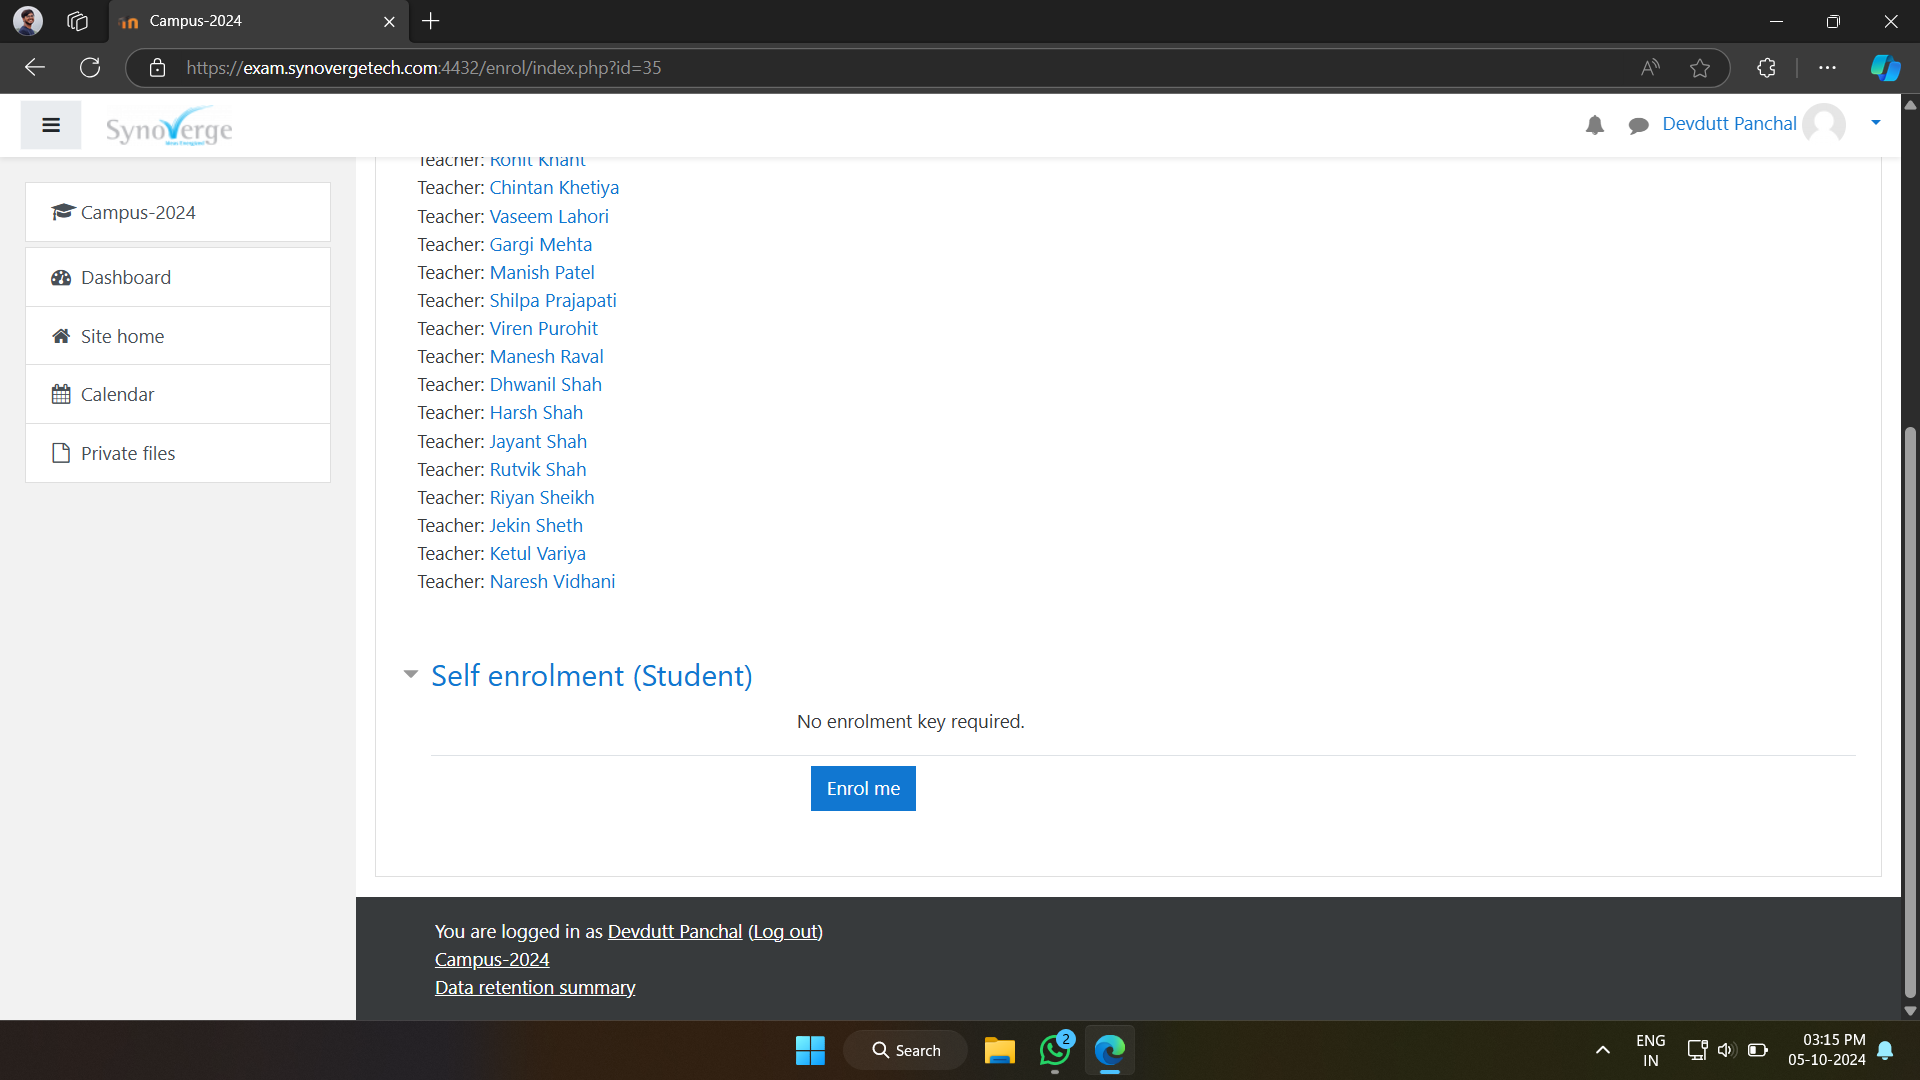 Campus-2024
https://exam.synovergetech.com:4432/enrol/index.php?id=35
SynoVerge
Devdutt Panchal
Campus-2024
Dashboard
Site home
Calendar
Private files
Teacher: Rohit Khant
Teacher: Chintan Khetiya
Teacher: Vaseem Lahori
Teacher: Gargi Mehta
Teacher: Manish Patel
Teacher: Shilpa Prajapati
Teacher: Viren Purohit
Teacher: Manesh Raval
Teacher: Dhwanil Shah
Teacher: Harsh Shah
Teacher: Jayant Shah
Teacher: Rutvik Shah
Teacher: Riyan Sheikh
Teacher: Jekin Sheth
Teacher: Ketul Variya
Teacher: Naresh Vidhani
Self enrolment (Student)
No enrolment key required.
Enrol me
You are logged in as Devdutt Panchal (Log out)
Campus-2024
Data retention summary
Search
2
ENG
IN
03:15 PM
05-10-2024